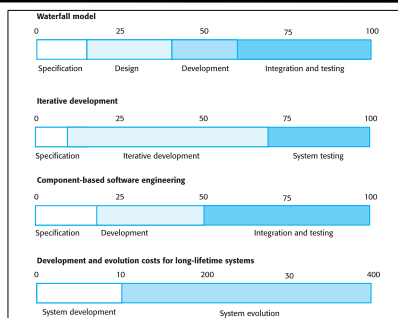 Waterfall model
0 25 50 75 100
Specification Design Development Integration and testing
Iterative development
0 25 50 75 100
Specification Iterative development System testing
Component-based software engineering
0 25 50 75 100
Specification Development Integration and testing
Development and evolution costs for long-lifetime systems
0 10 200 30 400
System development System evolution